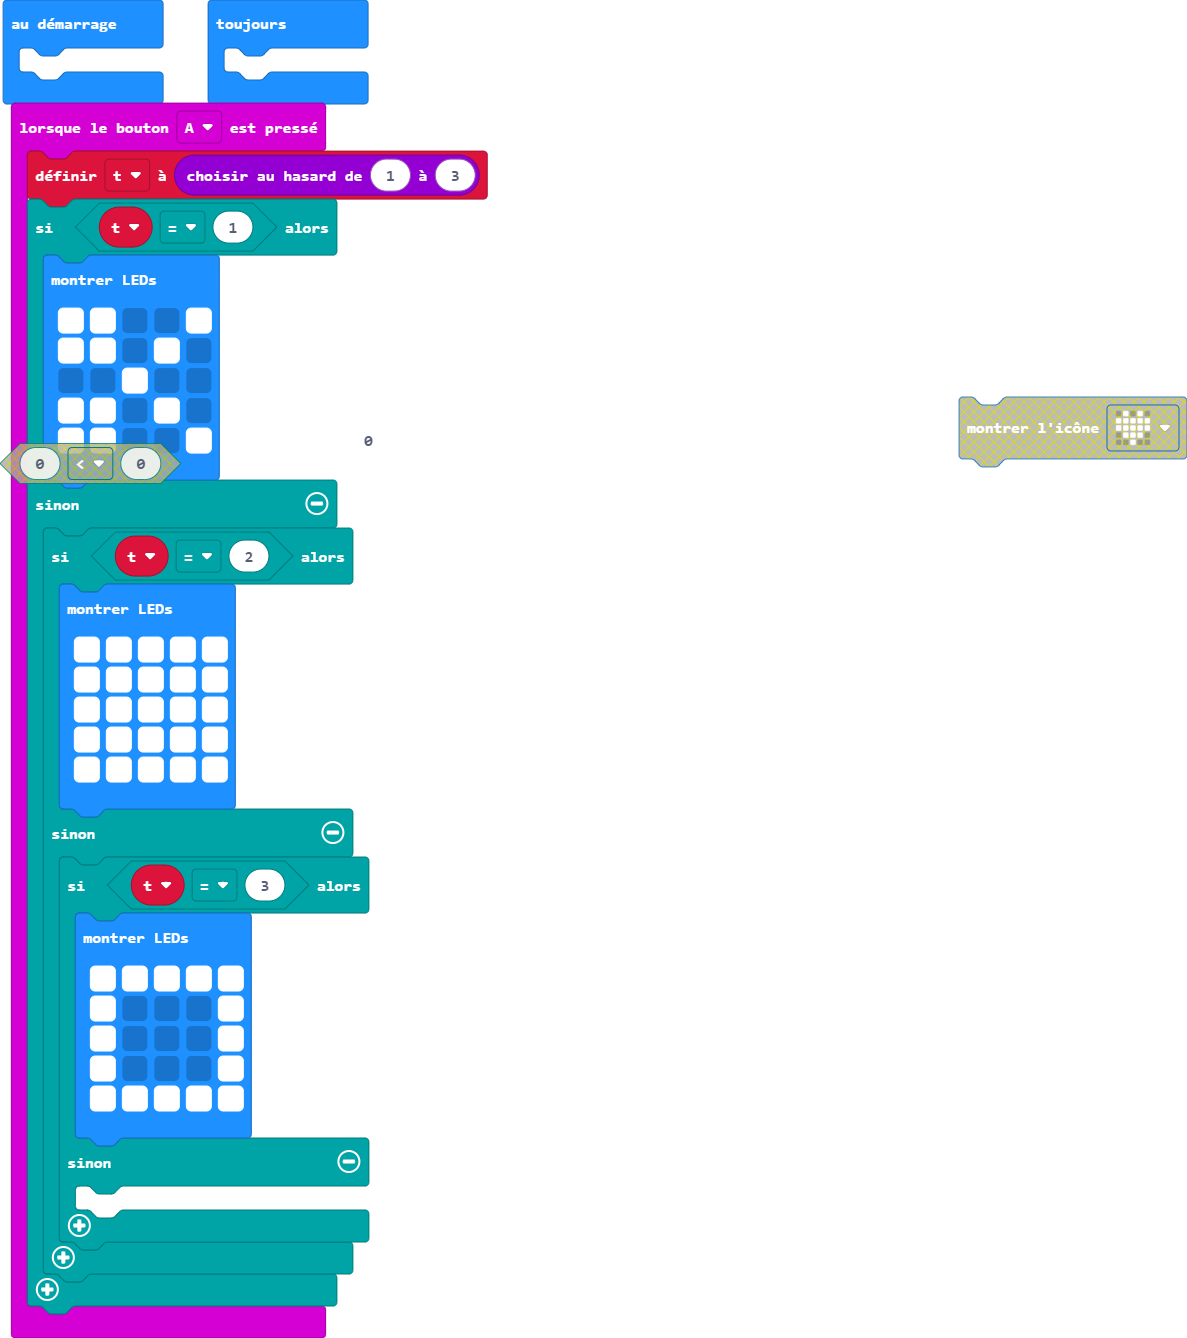 au démarrage
toujours
lorsque le bouton A est pressé
définir t à choisir au hasard de 1 à 3
si t = 1 alors
montrer LEDs
0
montrer l'icône
0 < 0
sinon
si t = 2 alors
montrer LEDs
sinon
si t = 3 alors
montrer LEDs
sinon